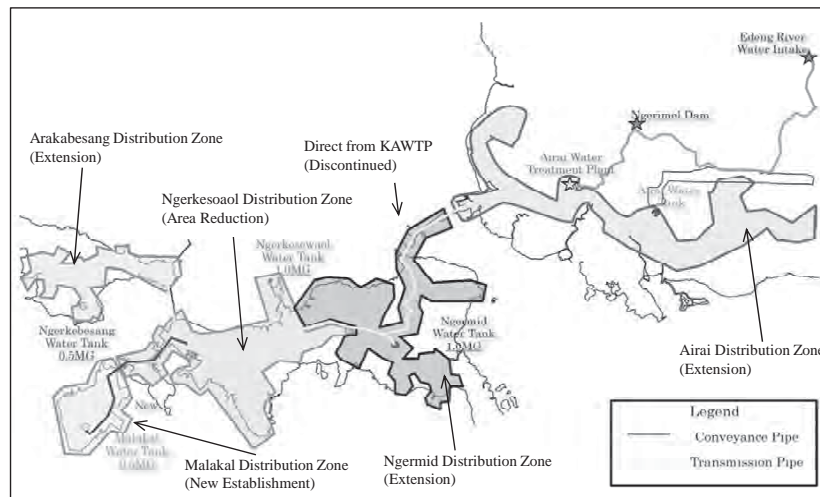 Edeng River
Water Intake
Ngerimel Dam
Arakabesang Distribution Zone
(Extension)
Direct from KAWTP
(Discontinued)
Airai Water
Treatment Plant
Ngerkesoaol Distribution Zone
(Area Reduction)
Airai Water
Tank
Ngerkesowaol
Water Tank
1.0MG
Ngerkebesang
Water Tank
0.5MG
Ngermid
Water Tank
Airai Distribution Zone
(Extension)
New
Malakal
Water Tank
Malakal Distribution Zone
(New Establishment)
Ngermid Distribution Zone
(Extension)
Legend
Conveyance Pipe
Transmission Pipe